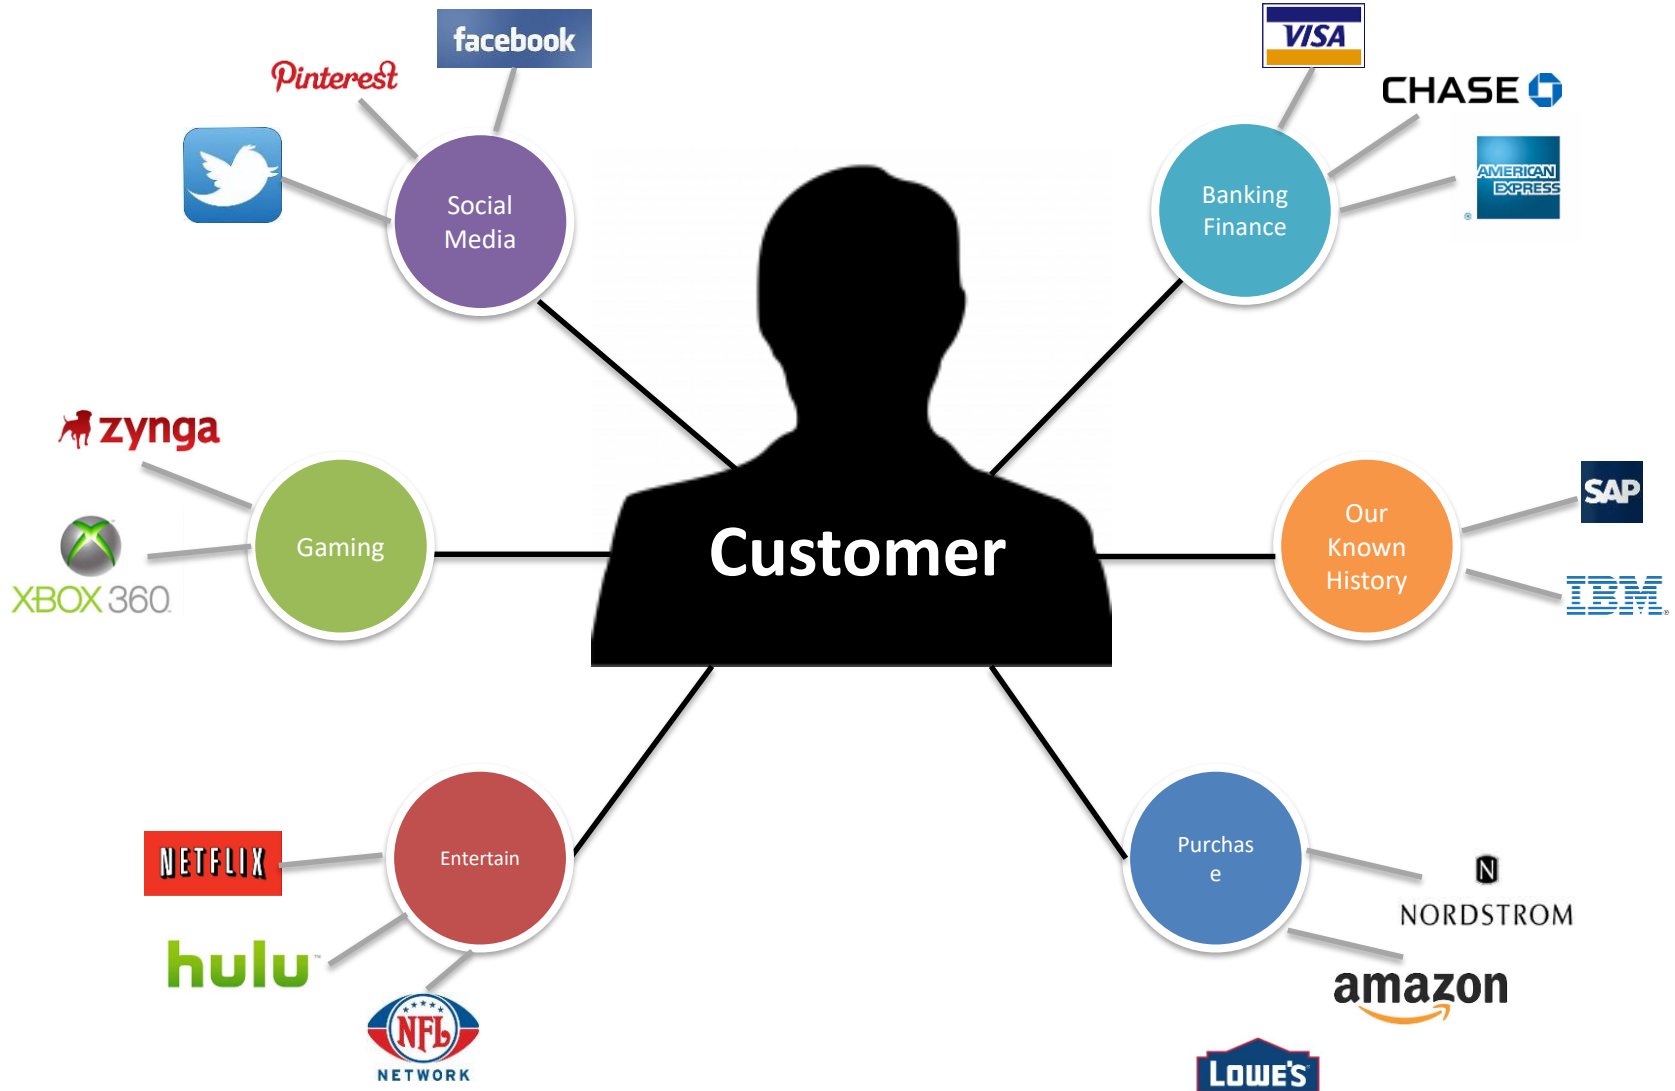 facebook
Pinterest
Social
Media
VISA
CHASE
AMERICAN
EXPRESS
®
Banking
Finance
zynga
XBOX 360
Gaming
Customer
Our
Known
History
SAP
IBM
®
NETFLIX
hulu
™
NFL
NETWORK
Entertain
Purchas
e
N
NORDSTROM
amazon
LOWE'S